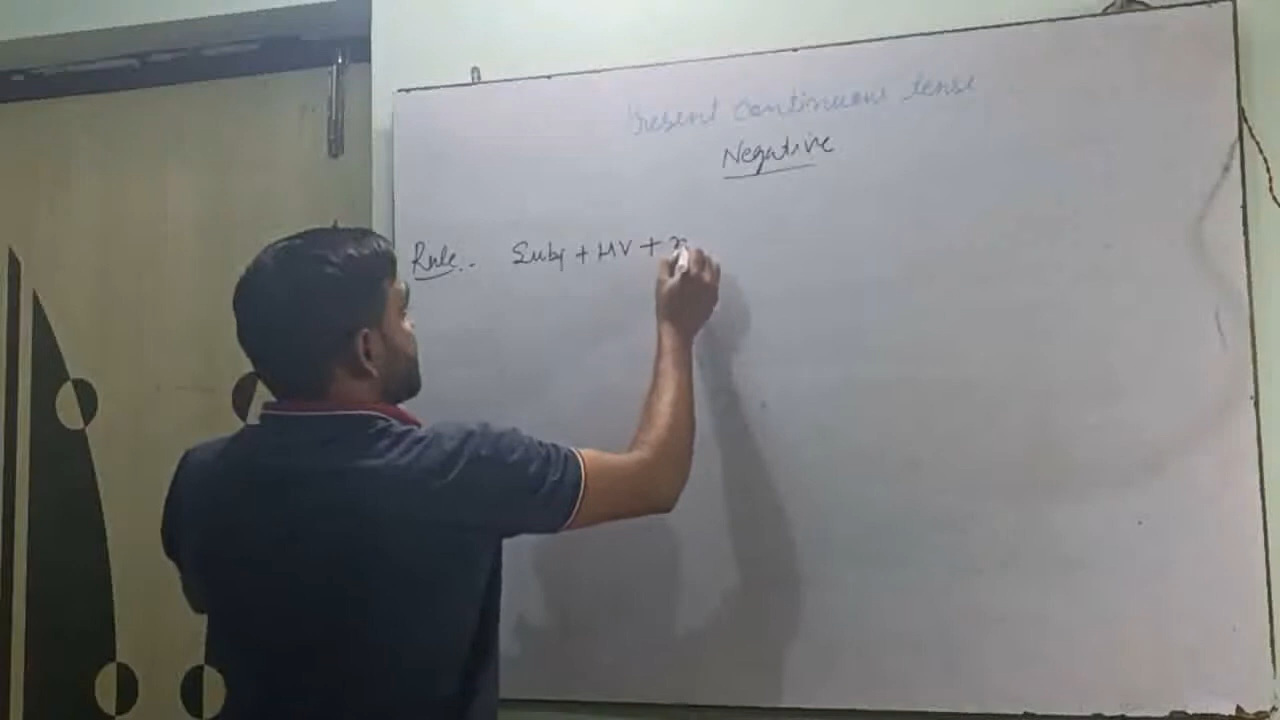 Present continuous tense
Negative
Rule:- Subj + HV + n